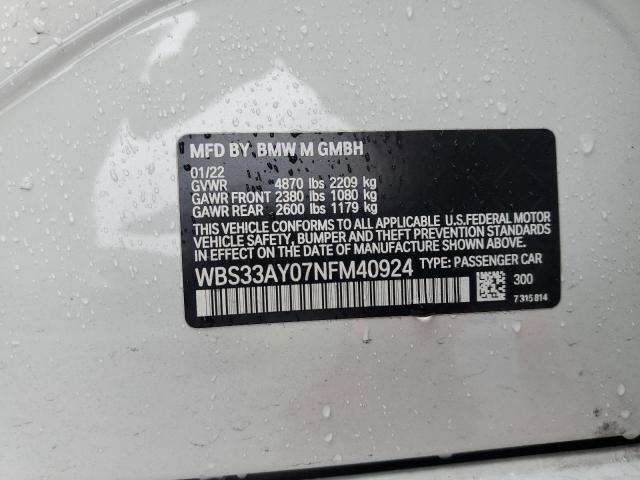 MFD BY BMW M GMBH
01/22
GVWR 4870 lbs 2209 kg
GAWR FRONT 2380 lbs 1080 kg
GAWR REAR 2600 lbs 1179 kg
THIS VEHICLE CONFORMS TO ALL APPLICABLE U.S.FEDERAL MOTOR
VEHICLE SAFETY, BUMPER AND THEFT PREVENTION STANDARDS
IN EFFECT ON THE DATE OF MANUFACTURE SHOWN ABOVE.
WBS33AY07NFM40924 TYPE: PASSENGER CAR
300
7 315 814